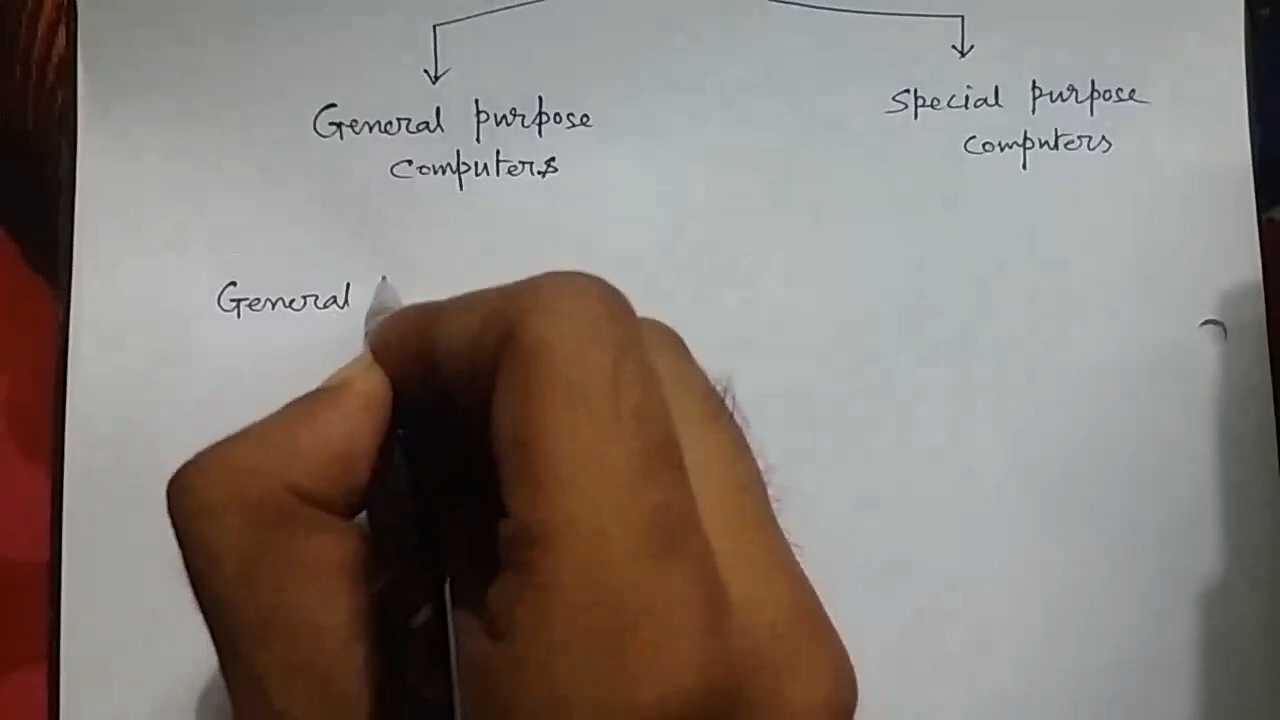 General purpose
computers
Special purpose
computers
General